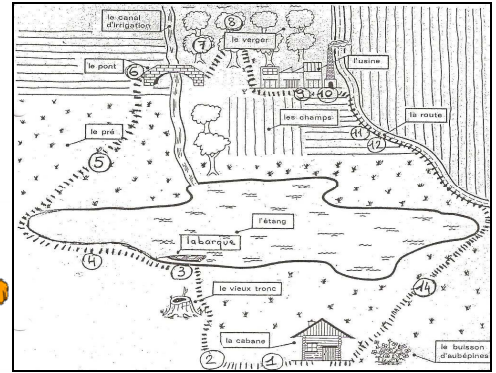 le canal
d'irrigation
8
7
le verger
le pont
6
l'usine
9
10
les champs
la route
11
12
le pré
5
l'étang
labarque
4
3
14
le vieux tronc
la cabane
2
1
le buisson
d'aubépines